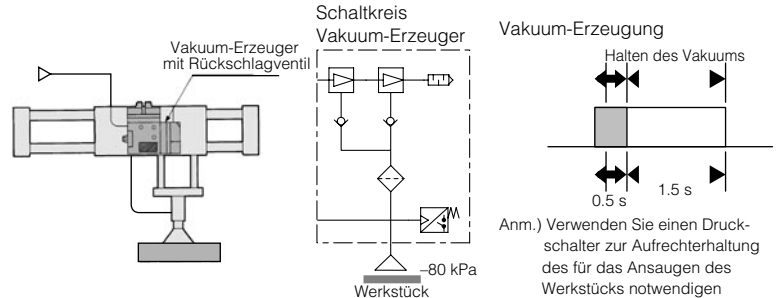 Schaltkreis
Vakuum-Erzeuger
Vakuum-Erzeuger
mit Rückschlagventil
–80 kPa
Werkstück
Vakuum-Erzeugung
Halten des Vakuums
0.5 s
1.5 s
Anm.) Verwenden Sie einen Druck-
schalter zur Aufrechterhaltung
des für das Ansaugen des
Werkstücks notwendigen